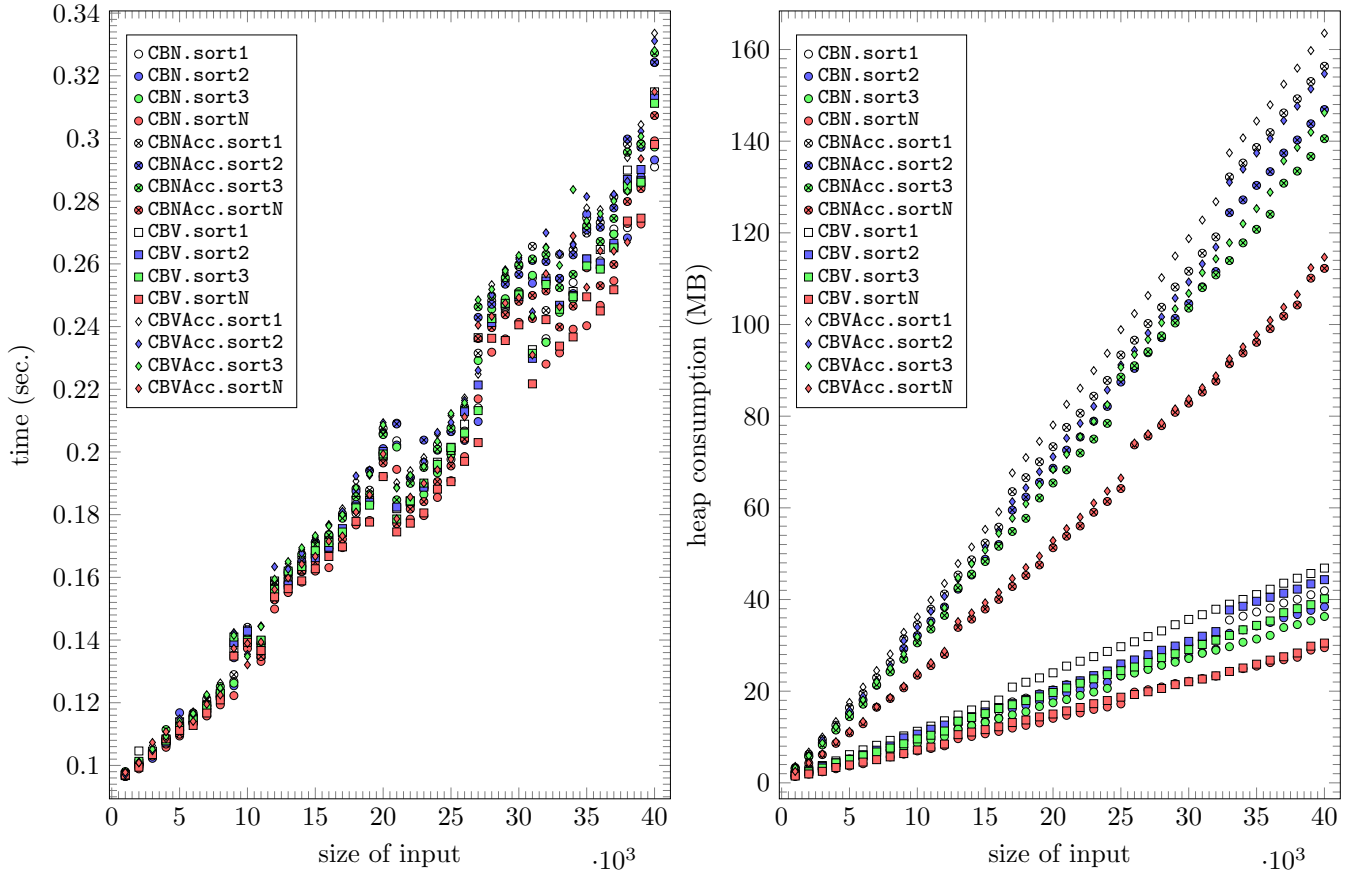 0.34
0.32
0.3
0.28
0.26
0.24
0.22
0.2
0.18
0.16
0.14
0.12
0.1
time (sec.)
CBN.sort1
CBN.sort2
CBN.sort3
CBN.sortN
CBNAcc.sort1
CBNAcc.sort2
CBNAcc.sort3
CBNAcc.sortN
CBV.sort1
CBV.sort2
CBV.sort3
CBV.sortN
CBVAcc.sort1
CBVAcc.sort2
CBVAcc.sort3
CBVAcc.sortN
0 5 10 15 20 25 30 35 40
size of input
·10³
160
140
120
100
80
60
40
20
0
heap consumption (MB)
CBN.sort1
CBN.sort2
CBN.sort3
CBN.sortN
CBNAcc.sort1
CBNAcc.sort2
CBNAcc.sort3
CBNAcc.sortN
CBV.sort1
CBV.sort2
CBV.sort3
CBV.sortN
CBVAcc.sort1
CBVAcc.sort2
CBVAcc.sort3
CBVAcc.sortN
0 5 10 15 20 25 30 35 40
size of input
·10³